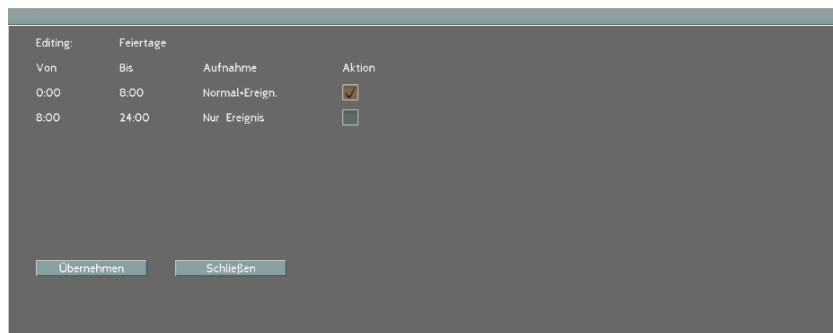 Editing: Feiertage
Von Bis Aufnahme Aktion
0:00 8:00 Normal+Ereign.
8:00 24:00 Nur Ereignis
Übernehmen Schließen